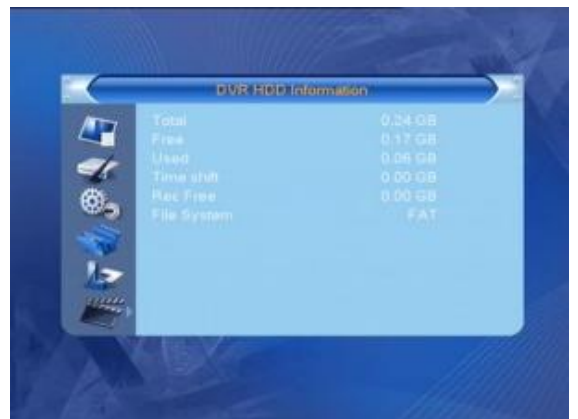 DVR HDD Information
Total 0.24 GB
Free 0.17 GB
Used 0.06 GB
Time shift 0.00 GB
Rec Free 0.00 GB
File System FAT